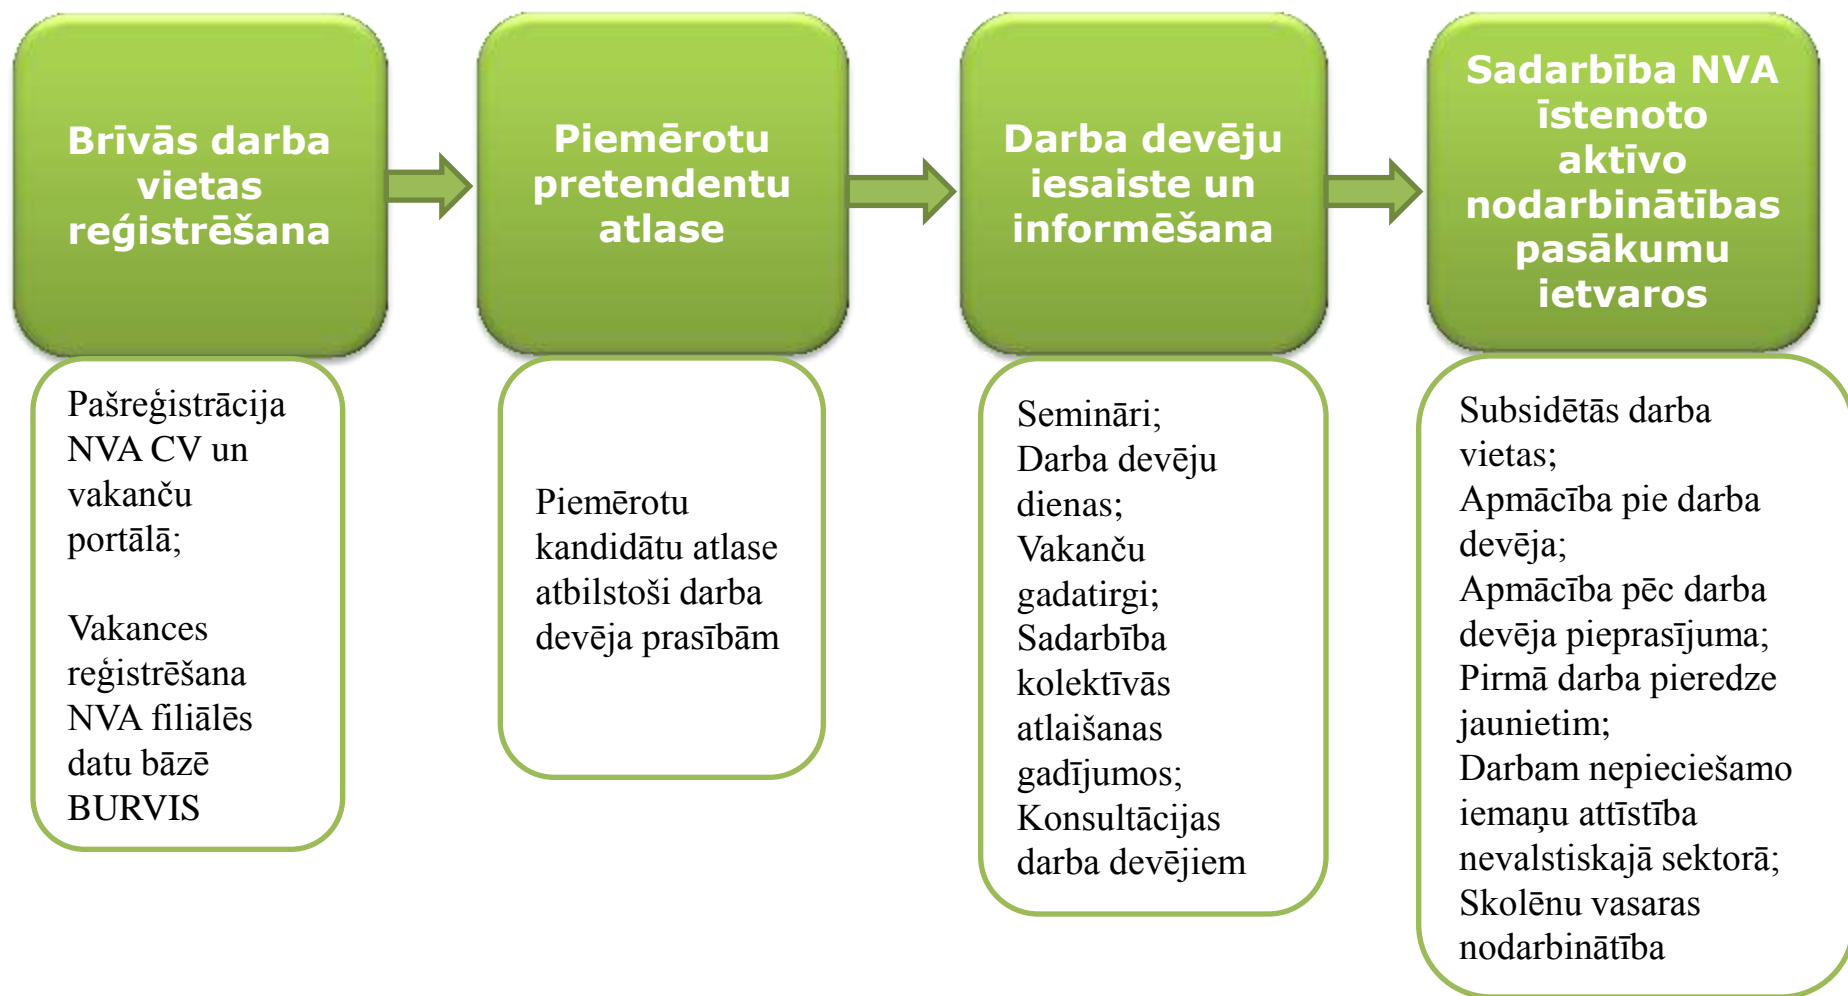 Brīvās darba
vietas
reģistrēšana
Pašreģistrācija
NVA CV un
vakanču
portālā;
Vakances
reģistrēšana
NVA filiālēs
datu bāzē
BURVIS
Piemērotu
pretendentu
atlase
Piemērotu
kandidātu atlase
atbilstoši darba
devēja prasībām
Darba devēju
iesaiste un
informēšana
Semināri;
Darba devēju
dienas;
Vakanču
gadatirgi;
Sadarbība
kolektīvās
atlaišanas
gadījumos;
Konsultācijas
darba devējiem
Sadarbība NVA
īstenoto
aktīvo
nodarbinātības
pasākumu
ietvaros
Subsidētās darba
vietas;
Apmācība pie darba
devēja;
Apmācība pēc darba
devēja pieprasījuma;
Pirmā darba pieredze
jaunietim;
Darbam nepieciešamo
iemaņu attīstība
nevalstiskajā sektorā;
Skolēnu vasaras
nodarbinātība